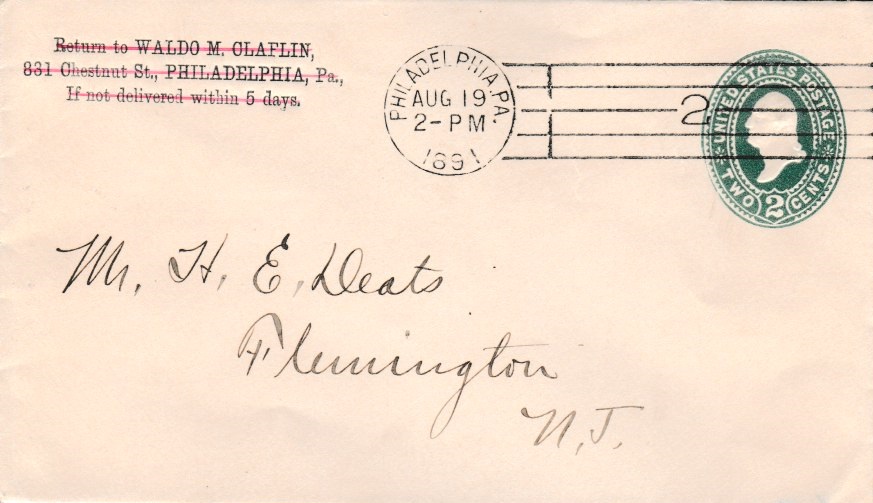 Return to WALDO M. CLAFLIN,
831 Chestnut St., PHILADELPHIA, Pa.,
If not delivered within 5 days.
PHILADELPHIA, PA.
AUG 19
2-PM
1891
2
UNITED STATES POSTAGE
TWO 2 CENTS
Mr. H. E. Deats
Flemington
N. J.